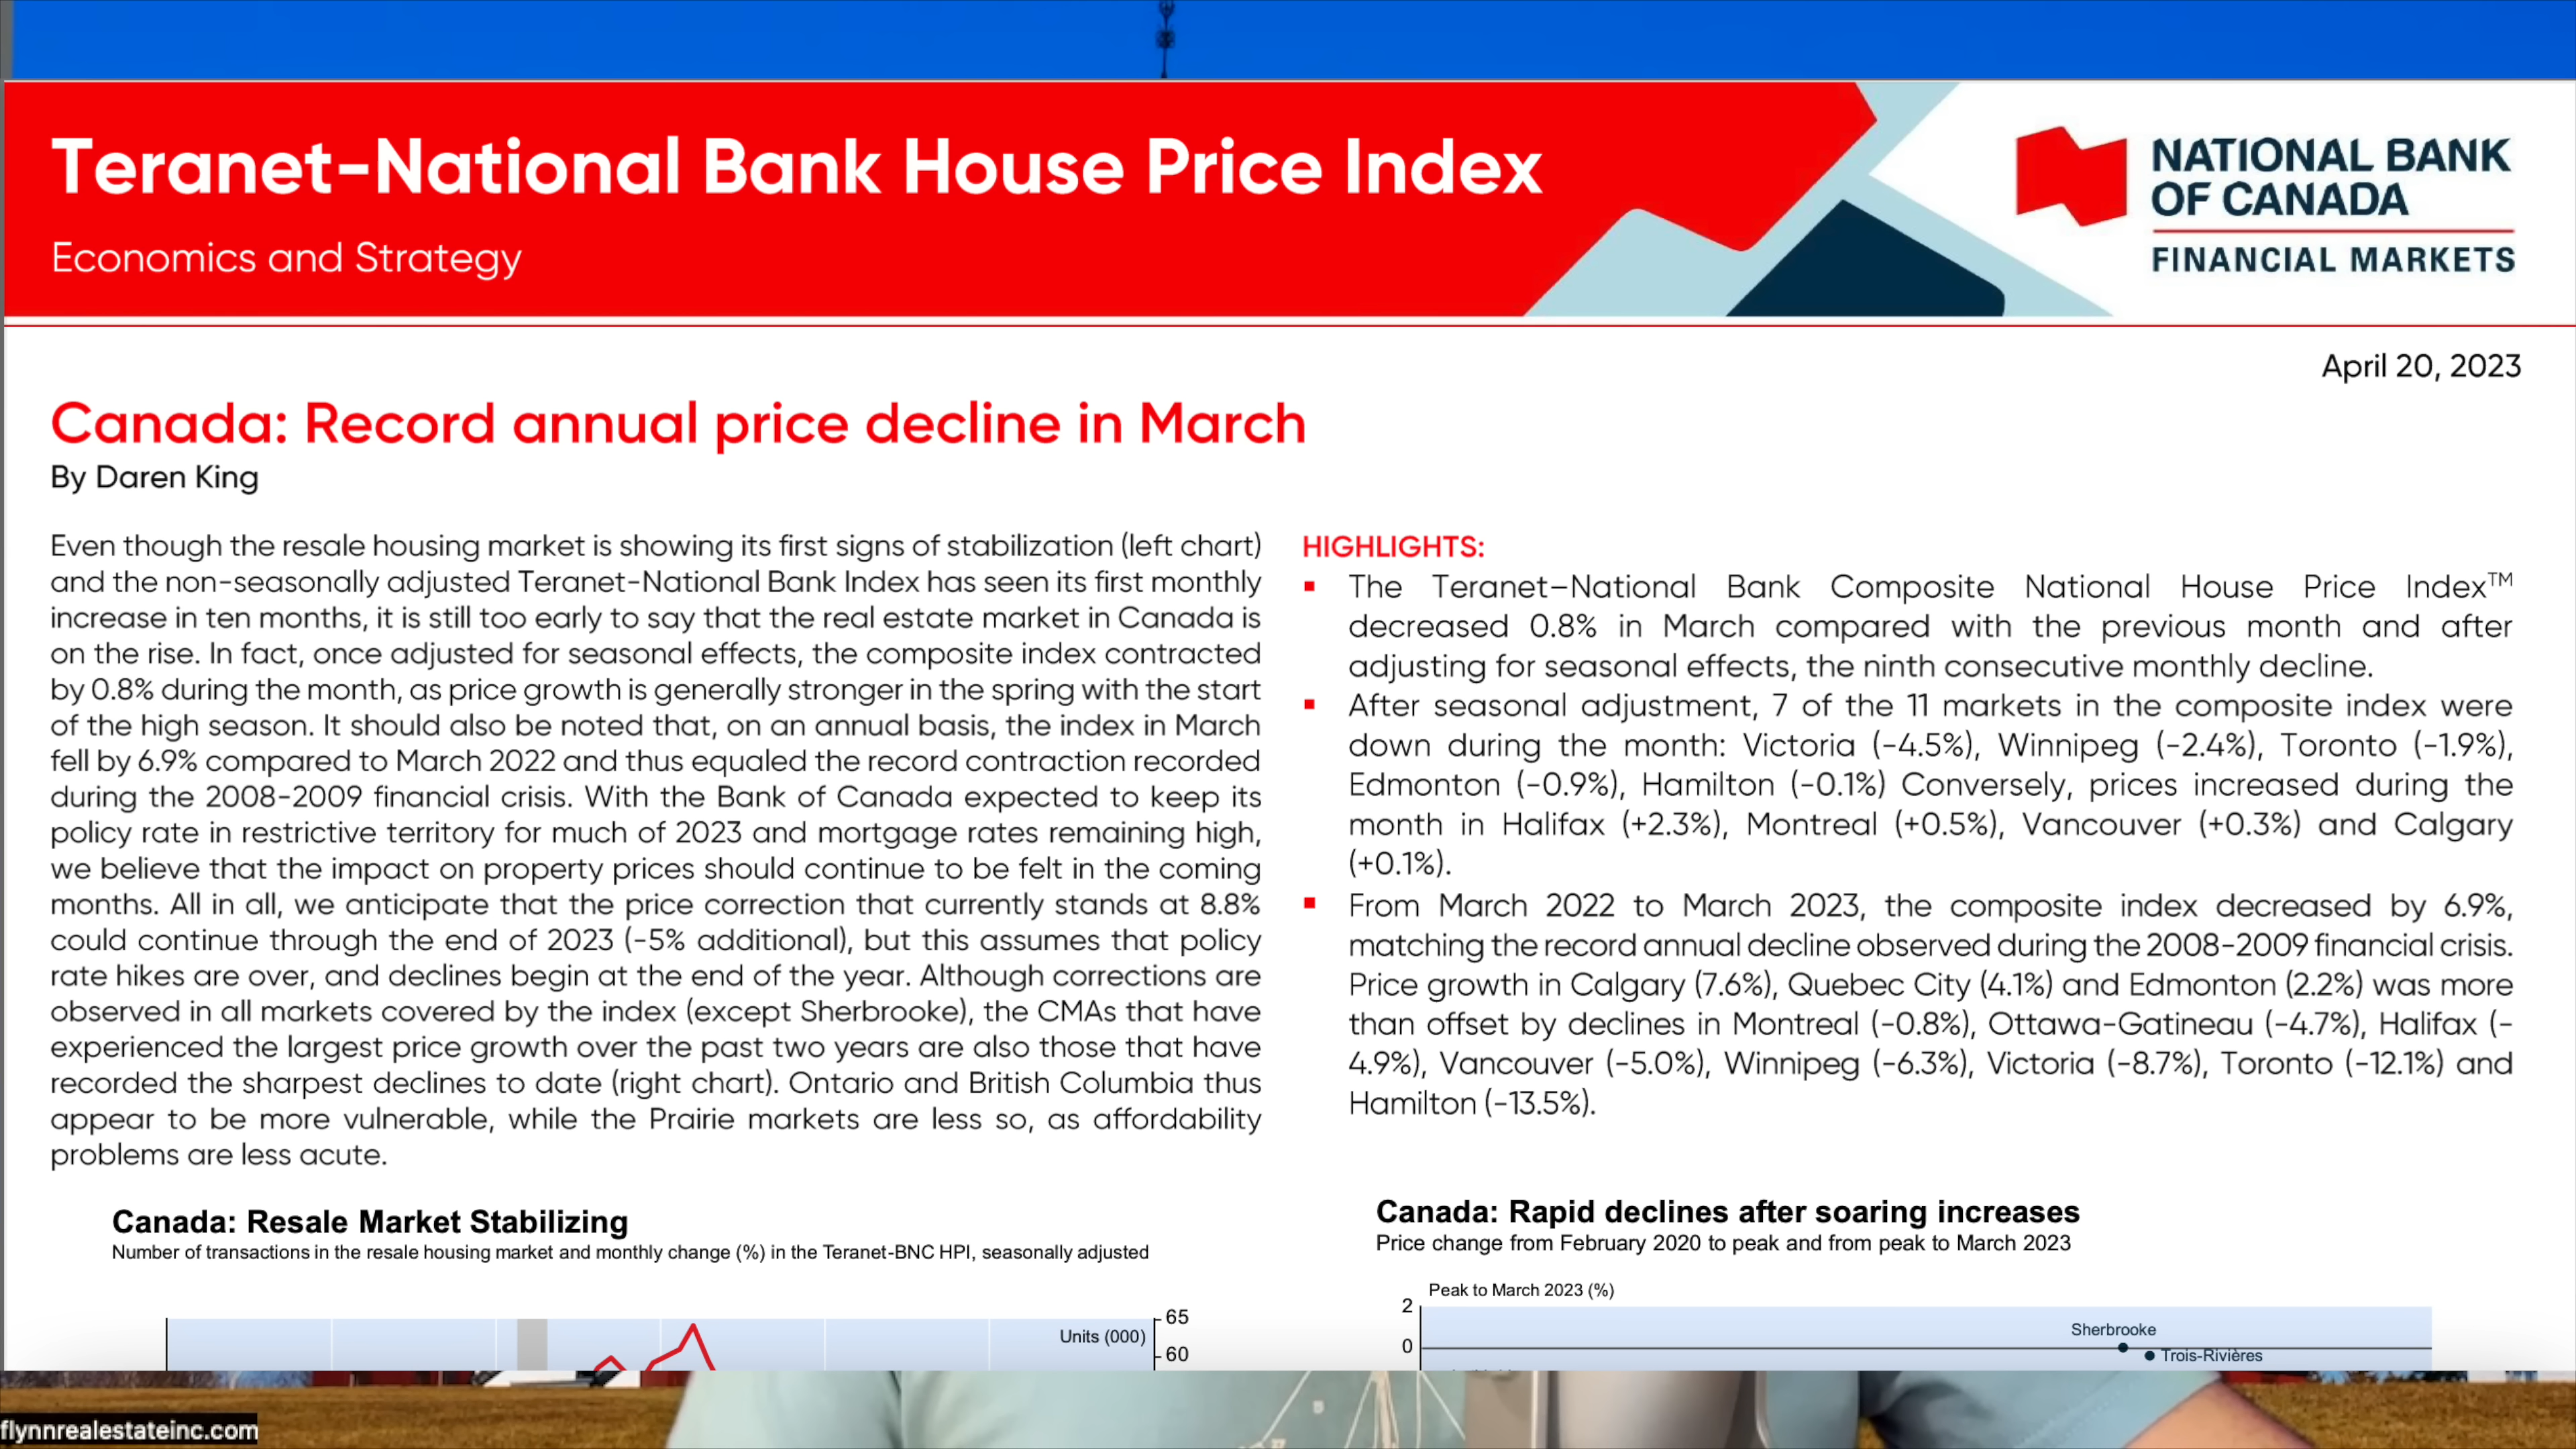 Teranet-National Bank House Price Index
Economics and Strategy
NATIONAL BANK
OF CANADA
FINANCIAL MARKETS
April 20, 2023
Canada: Record annual price decline in March
By Daren King
Even though the resale housing market is showing its first signs of stabilization (left chart)
and the non-seasonally adjusted Teranet-National Bank Index has seen its first monthly
increase in ten months, it is still too early to say that the real estate market in Canada is
on the rise. In fact, once adjusted for seasonal effects, the composite index contracted
by 0.8% during the month, as price growth is generally stronger in the spring with the start
of the high season. It should also be noted that, on an annual basis, the index in March
fell by 6.9% compared to March 2022 and thus equaled the record contraction recorded
during the 2008-2009 financial crisis. With the Bank of Canada expected to keep its
policy rate in restrictive territory for much of 2023 and mortgage rates remaining high,
we believe that the impact on property prices should continue to be felt in the coming
months. All in all, we anticipate that the price correction that currently stands at 8.8%
could continue through the end of 2023 (-5% additional), but this assumes that policy
rate hikes are over, and declines begin at the end of the year. Although corrections are
observed in all markets covered by the index (except Sherbrooke), the CMAs that have
experienced the largest price growth over the past two years are also those that have
recorded the sharpest declines to date (right chart). Ontario and British Columbia thus
appear to be more vulnerable, while the Prairie markets are less so, as affordability
problems are less acute.
HIGHLIGHTS:
▪ The Teranet–National Bank Composite National House Price Index™
decreased 0.8% in March compared with the previous month and after
adjusting for seasonal effects, the ninth consecutive monthly decline.
▪ After seasonal adjustment, 7 of the 11 markets in the composite index were
down during the month: Victoria (-4.5%), Winnipeg (-2.4%), Toronto (-1.9%),
Edmonton (-0.9%), Hamilton (-0.1%) Conversely, prices increased during the
month in Halifax (+2.3%), Montreal (+0.5%), Vancouver (+0.3%) and Calgary
(+0.1%).
▪ From March 2022 to March 2023, the composite index decreased by 6.9%,
matching the record annual decline observed during the 2008-2009 financial crisis.
Price growth in Calgary (7.6%), Quebec City (4.1%) and Edmonton (2.2%) was more
than offset by declines in Montreal (-0.8%), Ottawa-Gatineau (-4.7%), Halifax (-
4.9%), Vancouver (-5.0%), Winnipeg (-6.3%), Victoria (-8.7%), Toronto (-12.1%) and
Hamilton (-13.5%).
Canada: Resale Market Stabilizing
Number of transactions in the resale housing market and monthly change (%) in the Teranet-BNC HPI, seasonally adjusted
65
Units (000)
60
Canada: Rapid declines after soaring increases
Price change from February 2020 to peak and from peak to March 2023
Peak to March 2023 (%)
2
Sherbrooke
0
Trois-Rivières
flynnrealestateinc.com